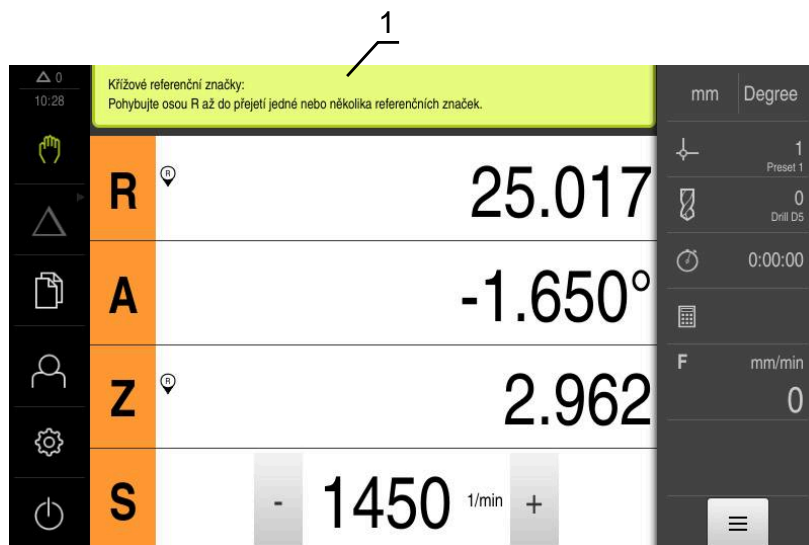 1
0
10:28
Křížové referenční značky:
Pohybujte osou R až do přejetí jedné nebo několika referenčních značek.
mm Degree
R R 25.017
A -1.650°
Z R 2.962
S - 1450 1/min +
1
Preset 1
0
Drill D5
0:00:00
F mm/min
0